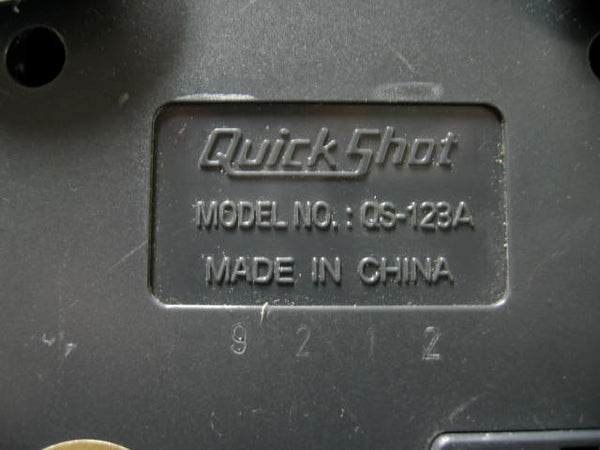 QuickShot
MODEL NO.: QS-123A
MADE IN CHINA
9 2 1 2